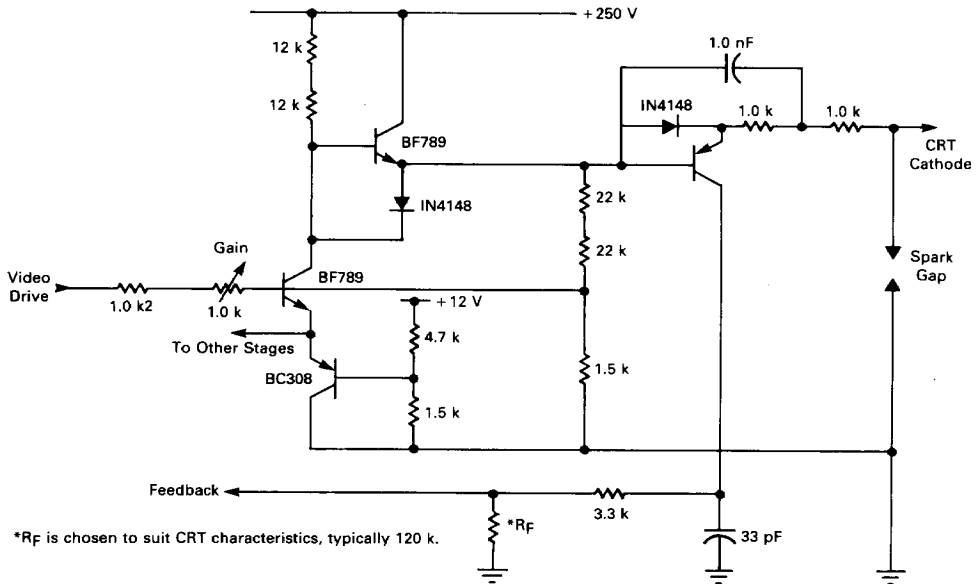 +250 V
12 k
12 k
BF789
IN4148
1.0 nF
IN4148
1.0 k
1.0 k
CRT
Cathode
22 k
22 k
Gain
Video
Drive
1.0 k2
1.0 k
BF789
+12 V
4.7 k
To Other Stages
BC308
1.5 k
1.5 k
Spark
Gap
Feedback
3.3 k
*RF
33 pF
*RF is chosen to suit CRT characteristics, typically 120 k.